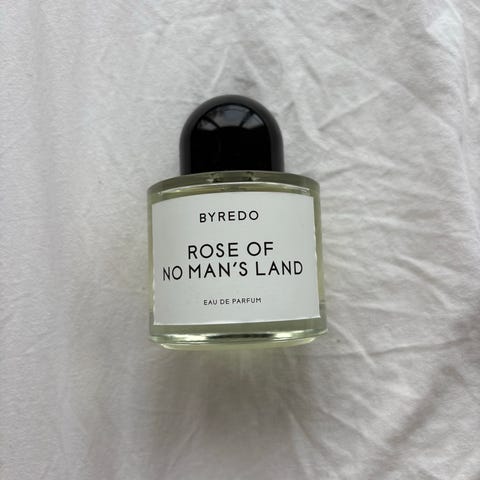 BYREDO
ROSE OF
NO MAN'S LAND
EAU DE PARFUM